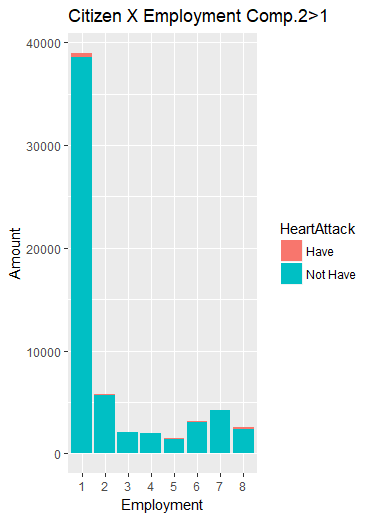 Citizen X Employment Comp.2>1
40000
30000
20000
10000
0
Amount
1 2 3 4 5 6 7 8
Employment
HeartAttack
Have
Not Have